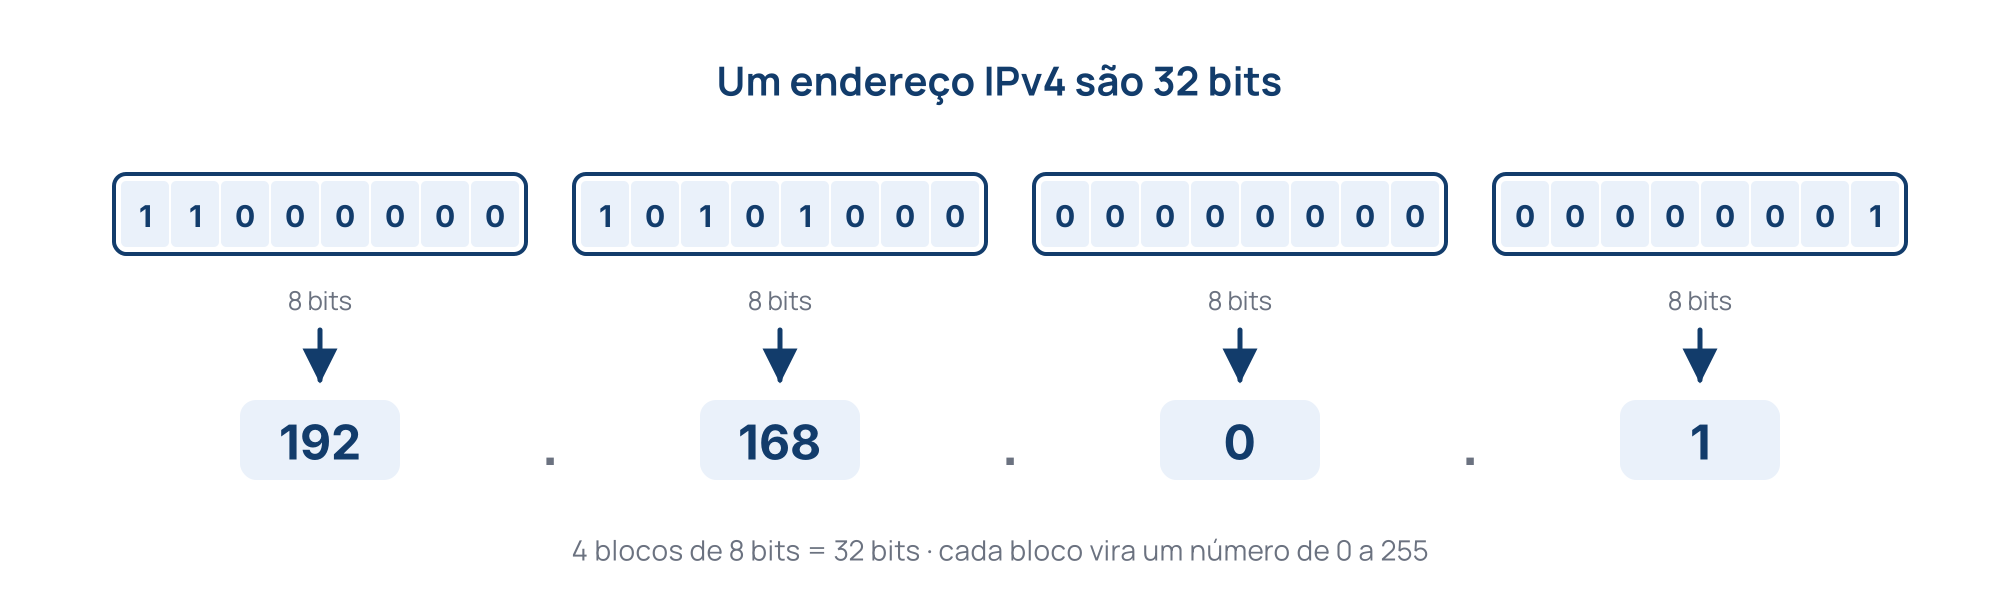 Um endereço IPv4 são 32 bits
1 1 0 0 0 0 0 0 1 0 1 0 1 0 0 0 0 0 0 0 0 0 0 0 0 0 0 0 0 0 0 1
8 bits 8 bits 8 bits 8 bits
192 . 168 . 0 . 1
4 blocos de 8 bits = 32 bits · cada bloco vira um número de 0 a 255